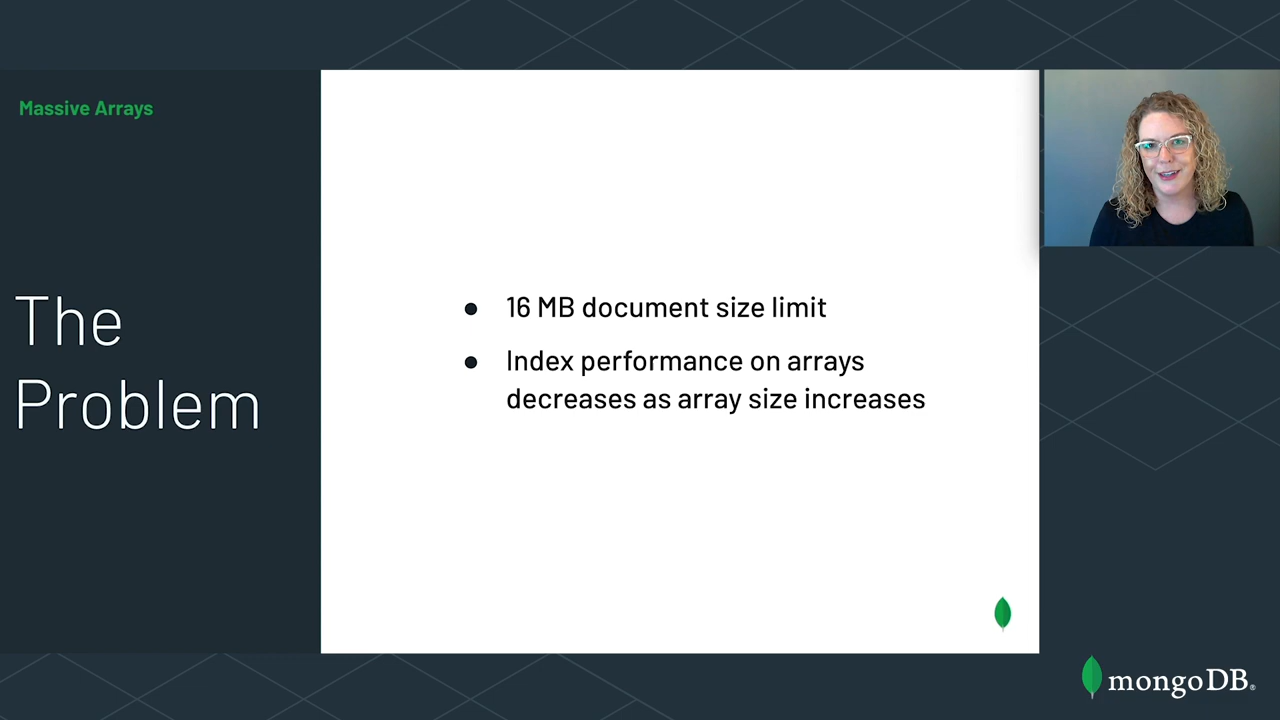 Massive Arrays
The
Problem
● 16 MB document size limit
● Index performance on arrays
decreases as array size increases
mongoDB®